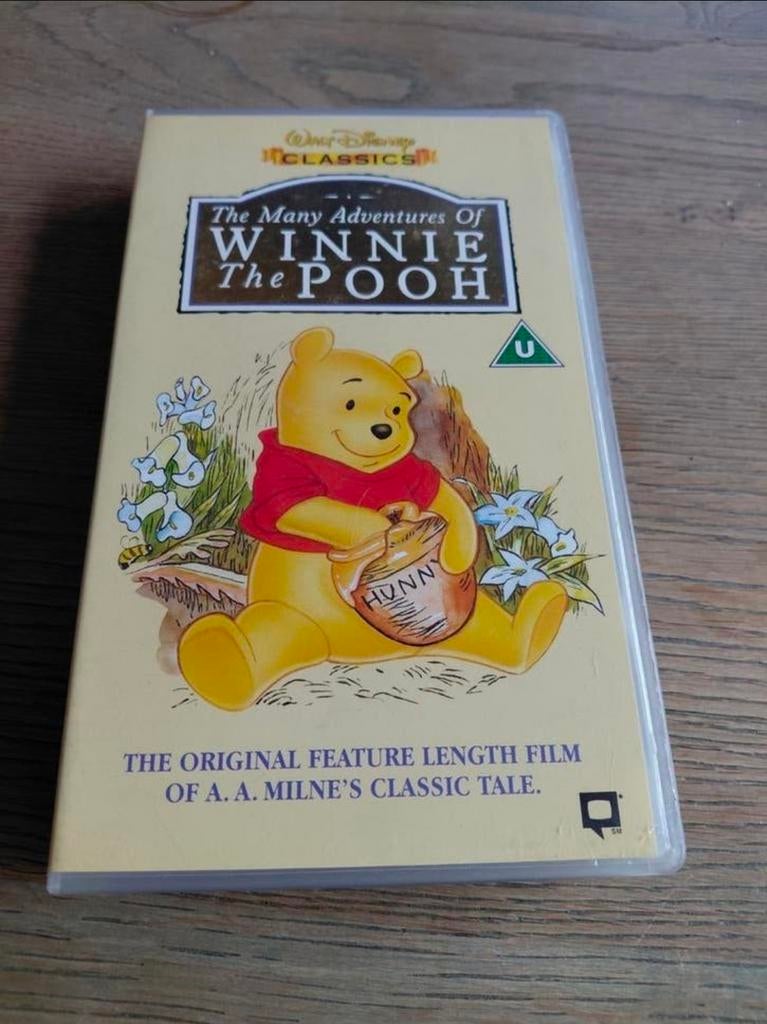 Walt Disney
CLASSICS
The Many Adventures Of
WINNIE
The POOH
U
HUNNY
THE ORIGINAL FEATURE LENGTH FILM
OF A. A. MILNE'S CLASSIC TALE.
SM